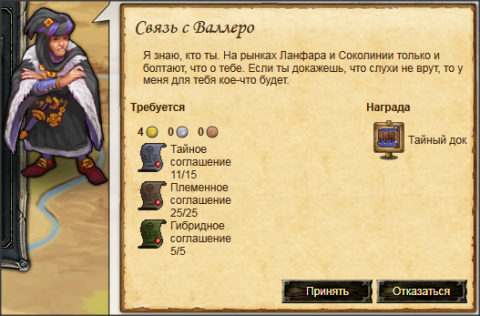 Связь с Валлеро
Я знаю, кто ты. На рынках Ланфара и Соколинии только и
болтают, что о тебе. Если ты докажешь, что слухи не врут, то у
меня для тебя кое-что будет.
Требуется
Награда
4 0 0
Тайное
соглашение
11/15
Тайный док
Племенное
соглашение
25/25
Гибридное
соглашение
5/5
Принять
Отказаться